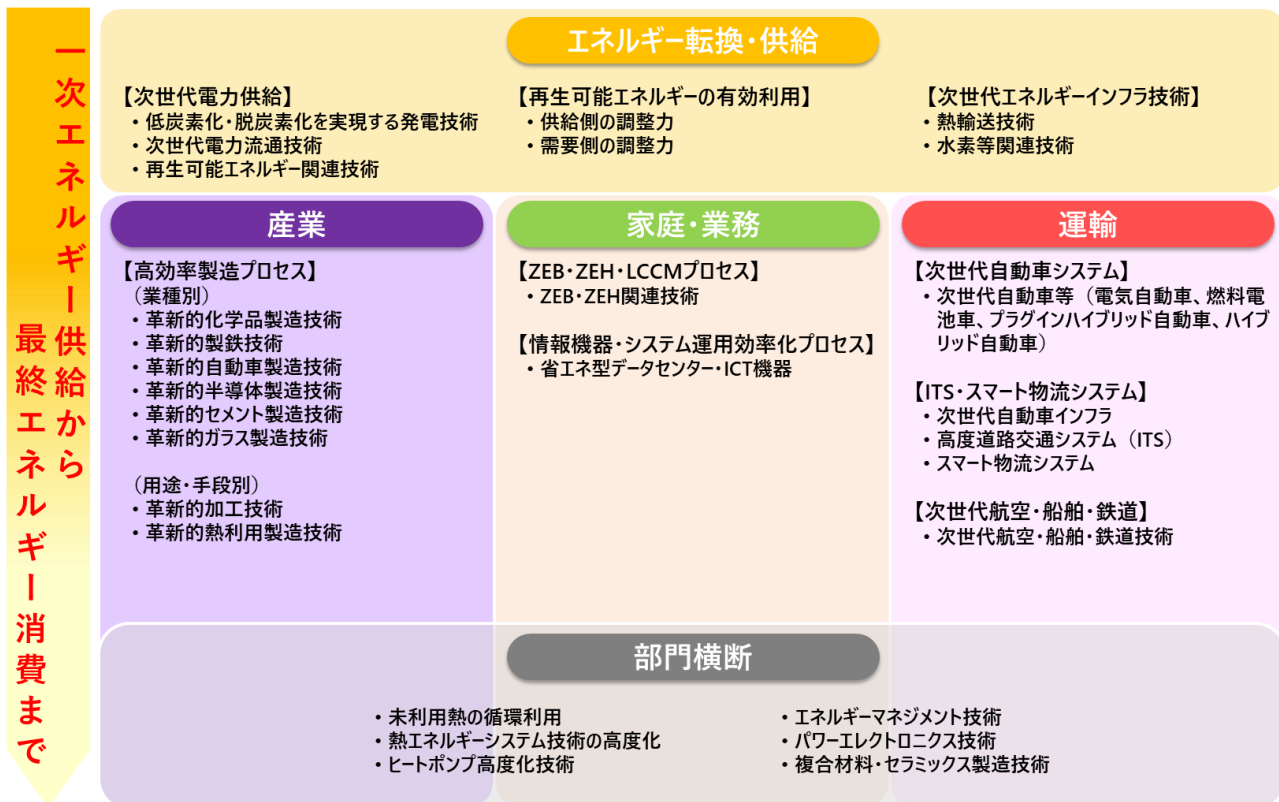 一次エネルギー供給から
最終エネルギー消費まで
エネルギー転換・供給
【次世代電力供給】
・低炭素化・脱炭素化を実現する発電技術
・次世代電力流通技術
・再生可能エネルギー関連技術
【再生可能エネルギーの有効利用】
・供給側の調整力
・需要側の調整力
【次世代エネルギーインフラ技術】
・熱輸送技術
・水素等関連技術
産業
【高効率製造プロセス】
（業種別）
・革新的化学品製造技術
・革新的製鉄技術
・革新的自動車製造技術
・革新的半導体製造技術
・革新的セメント製造技術
・革新的ガラス製造技術
（用途・手段別）
・革新的加工技術
・革新的熱利用製造技術
家庭・業務
【ZEB・ZEH・LCCMプロセス】
・ZEB・ZEH関連技術
【情報機器・システム運用効率化プロセス】
・省エネ型データセンター・ICT機器
運輸
【次世代自動車システム】
・次世代自動車等（電気自動車、燃料電
池車、プラグインハイブリッド自動車、ハイブ
リッド自動車）
【ITS・スマート物流システム】
・次世代自動車インフラ
・高度道路交通システム（ITS）
・スマート物流システム
【次世代航空・船舶・鉄道】
・次世代航空・船舶・鉄道技術
部門横断
・未利用熱の循環利用
・熱エネルギーシステム技術の高度化
・ヒートポンプ高度化技術
・エネルギーマネジメント技術
・パワーエレクトロニクス技術
・複合材料・セラミックス製造技術